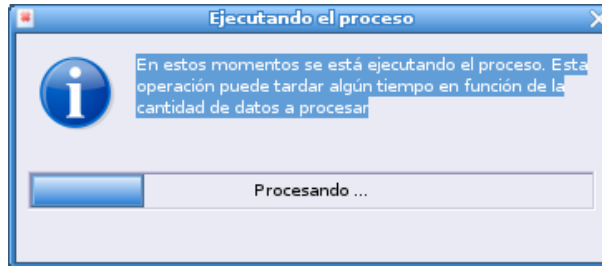 Ejecutando el proceso
En estos momentos se está ejecutando el proceso. Esta
operación puede tardar algún tiempo en función de la
cantidad de datos a procesar
Procesando ...